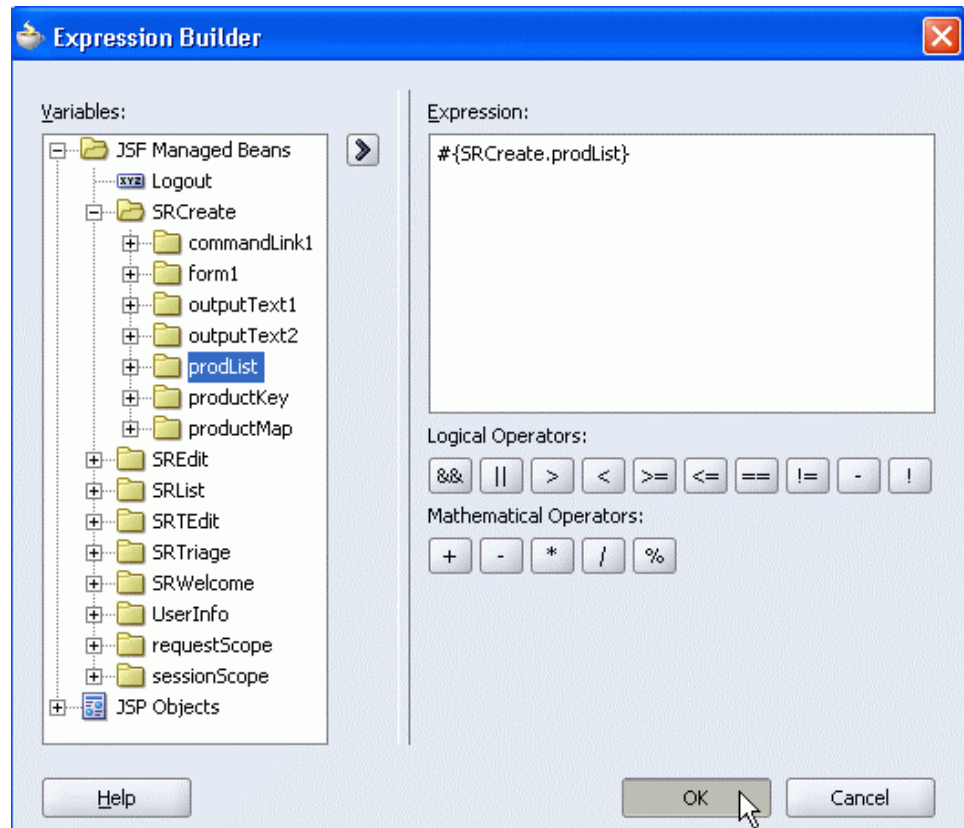 Expression Builder
Variables:
JSF Managed Beans
xyz Logout
SRCreate
commandLink1
form1
outputText1
outputText2
prodList
productKey
productMap
SREdit
SRList
SRTEdit
SRTriage
SRWelcome
UserInfo
requestScope
sessionScope
JSP Objects
Expression:
#{SRCreate.prodList}
Logical Operators:
&& || > < >= <= == != - !
Mathematical Operators:
+ - * / %
Help
OK
Cancel